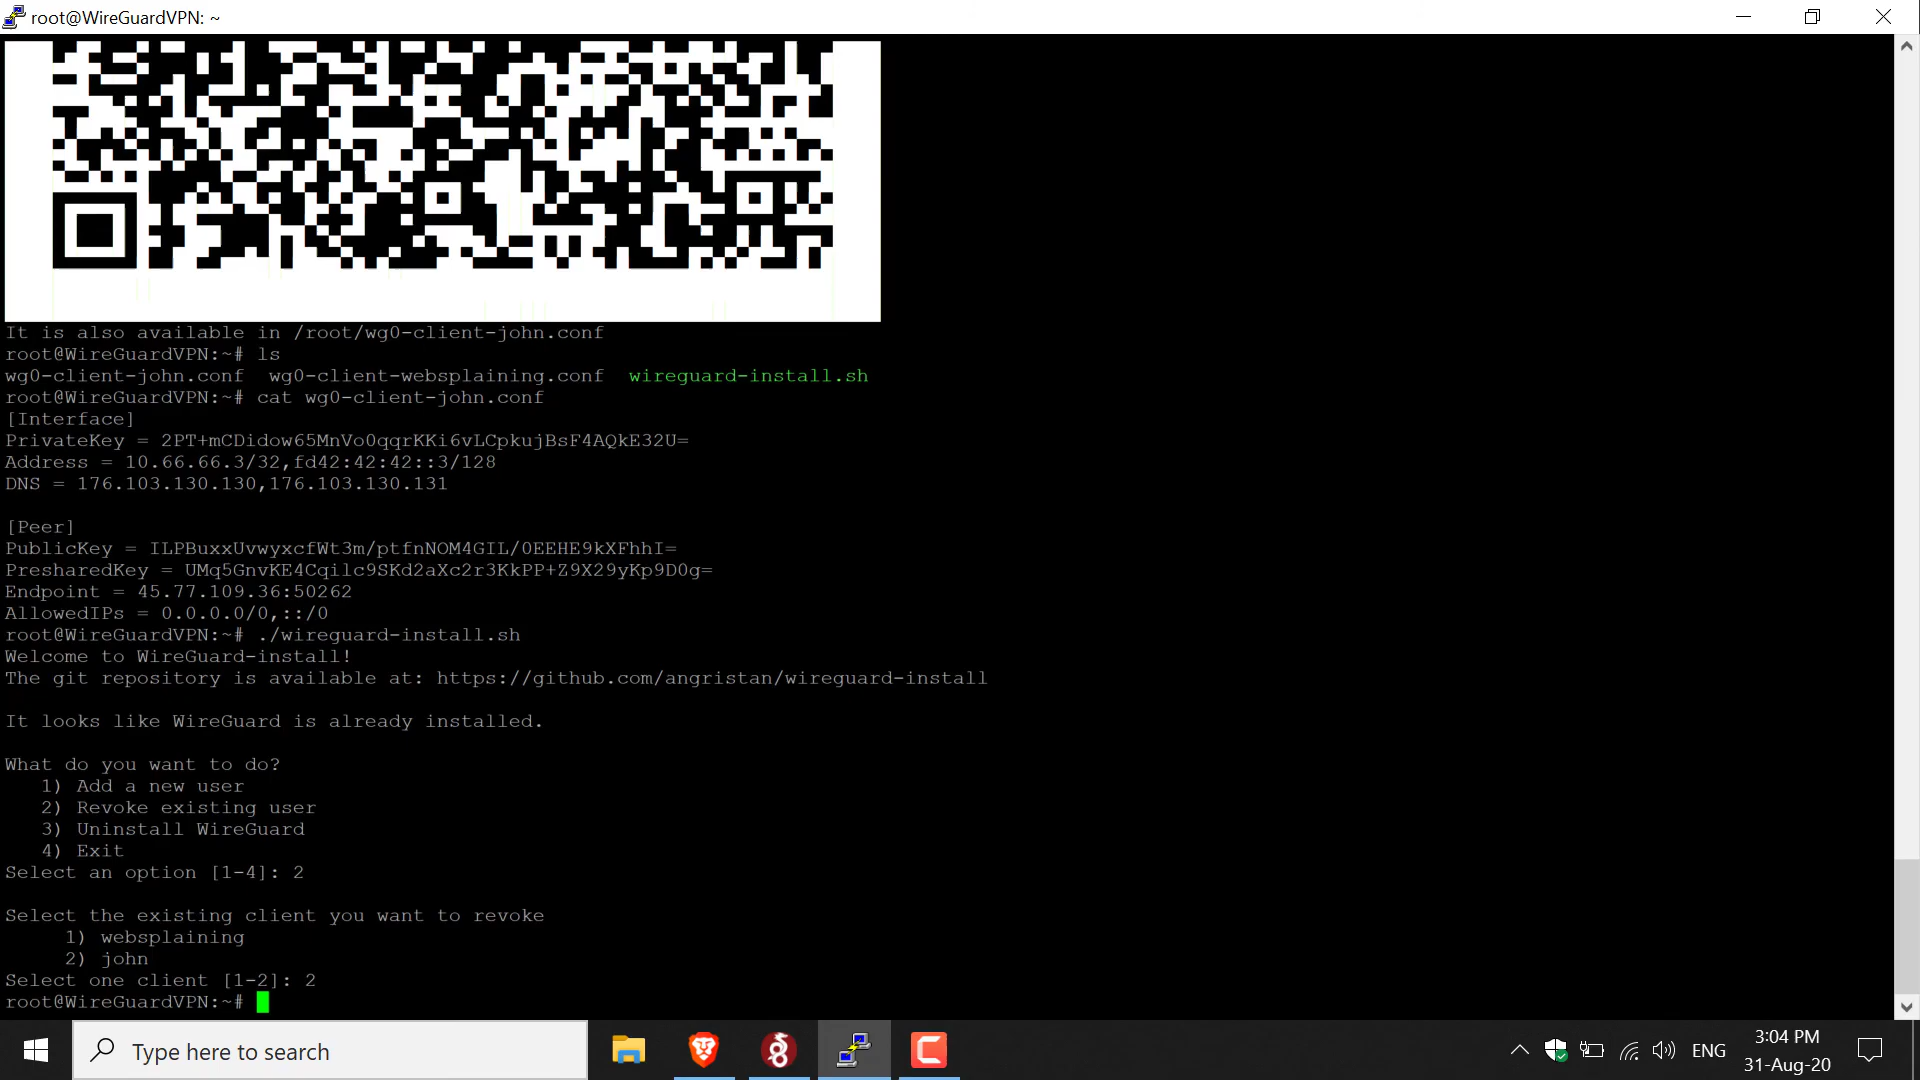 root@WireGuardVPN: ~
It is also available in /root/wg0-client-john.conf
root@WireGuardVPN:~# ls
wg0-client-john.conf  wg0-client-websplaining.conf  wireguard-install.sh
root@WireGuardVPN:~# cat wg0-client-john.conf
[Interface]
PrivateKey = 2PT+mCDidow65MnVo0qqrKKi6vLCpkujBsF4AQkE32U=
Address = 10.66.66.3/32,fd42:42:42::3/128
DNS = 176.103.130.130,176.103.130.131
[Peer]
PublicKey = ILPBuxxUvwyxcfWt3m/ptfnNOM4GIL/0EEHE9kXFhhI=
PresharedKey = UMq5GnvKE4Cqilc9SKd2aXc2r3KkPP+Z9X29yKp9D0g=
Endpoint = 45.77.109.36:50262
AllowedIPs = 0.0.0.0/0,::/0
root@WireGuardVPN:~# ./wireguard-install.sh
Welcome to WireGuard-install!
The git repository is available at: https://github.com/angristan/wireguard-install
It looks like WireGuard is already installed.
What do you want to do?
1) Add a new user
2) Revoke existing user
3) Uninstall WireGuard
4) Exit
Select an option [1-4]: 2
Select the existing client you want to revoke
1) websplaining
2) john
Select one client [1-2]: 2
root@WireGuardVPN:~#
Type here to search
ENG
3:04 PM
31-Aug-20